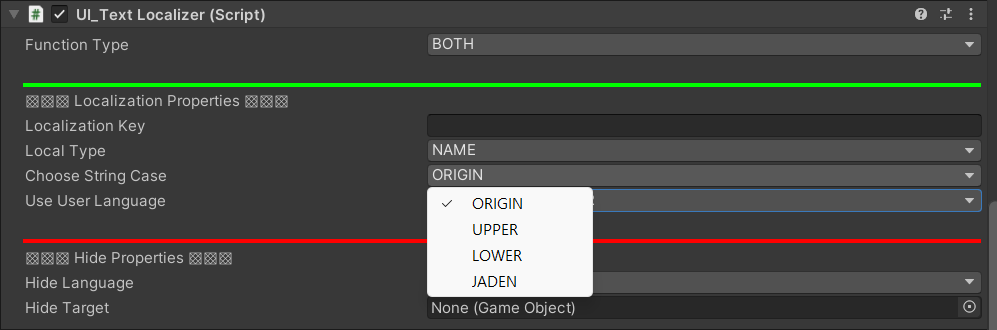 UI_Text Localizer (Script)
Function Type BOTH
▩▩▩ Localization Properties ▩▩▩
Localization Key
Local Type NAME
Choose String Case ORIGIN
Use User Language
✓ ORIGIN
UPPER
LOWER
JADEN
▩▩▩ Hide Properties ▩▩▩
Hide Language
Hide Target None (Game Object)